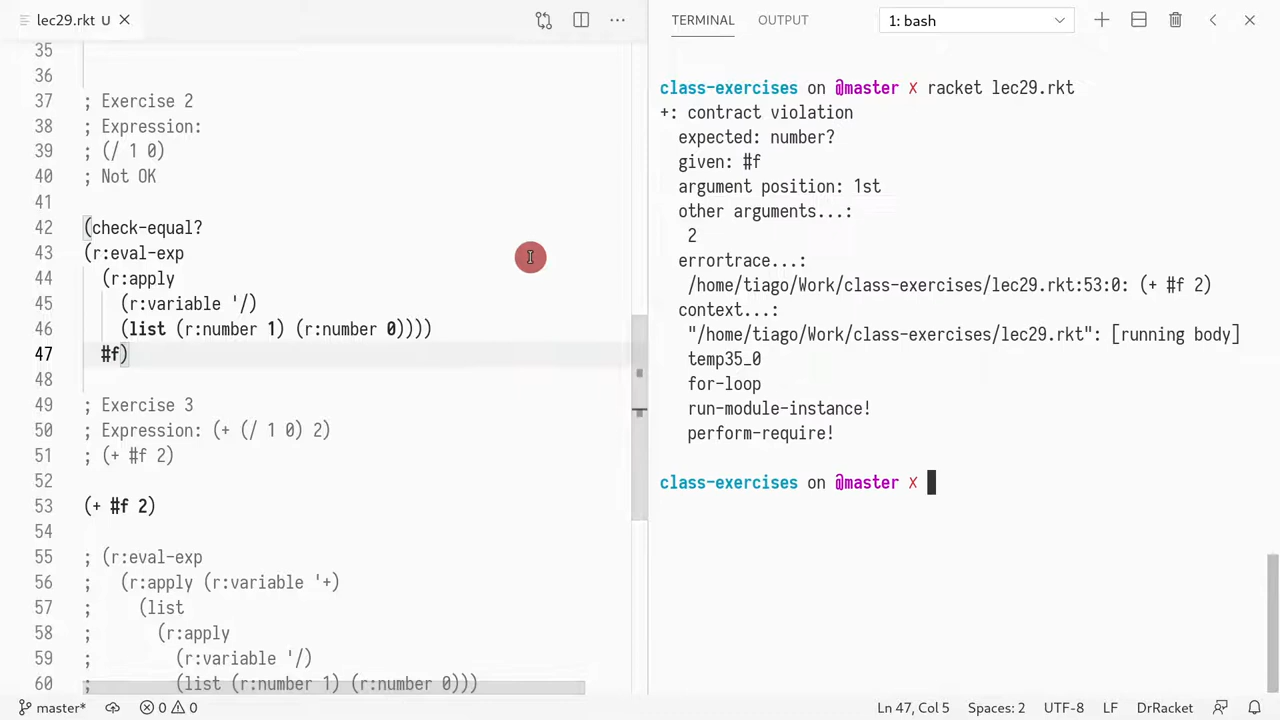 lec29.rkt U
35
36
37 ; Exercise 2
38 ; Expression:
39 ; (/ 1 0)
40 ; Not OK
41
42 (check-equal?
43 (r:eval-exp
44 (r:apply
45 (r:variable '/)
46 (list (r:number 1) (r:number 0))))
47 #f)
48
49 ; Exercise 3
50 ; Expression: (+ (/ 1 0) 2)
51 ; (+ #f 2)
52
53 (+ #f 2)
54
55 ; (r:eval-exp
56 ; (r:apply (r:variable '+)
57 ; (list
58 ; (r:apply
59 ; (r:variable '/)
60 ; (list (r:number 1) (r:number 0)))
TERMINAL OUTPUT 1: bash
class-exercises on @master ✗ racket lec29.rkt
+: contract violation
expected: number?
given: #f
argument position: 1st
other arguments...:
2
errortrace...:
/home/tiago/Work/class-exercises/lec29.rkt:53:0: (+ #f 2)
context...:
"/home/tiago/Work/class-exercises/lec29.rkt": [running body]
temp35_0
for-loop
run-module-instance!
perform-require!
class-exercises on @master ✗
master* 0 0 Ln 47, Col 5 Spaces: 2 UTF-8 LF DrRacket